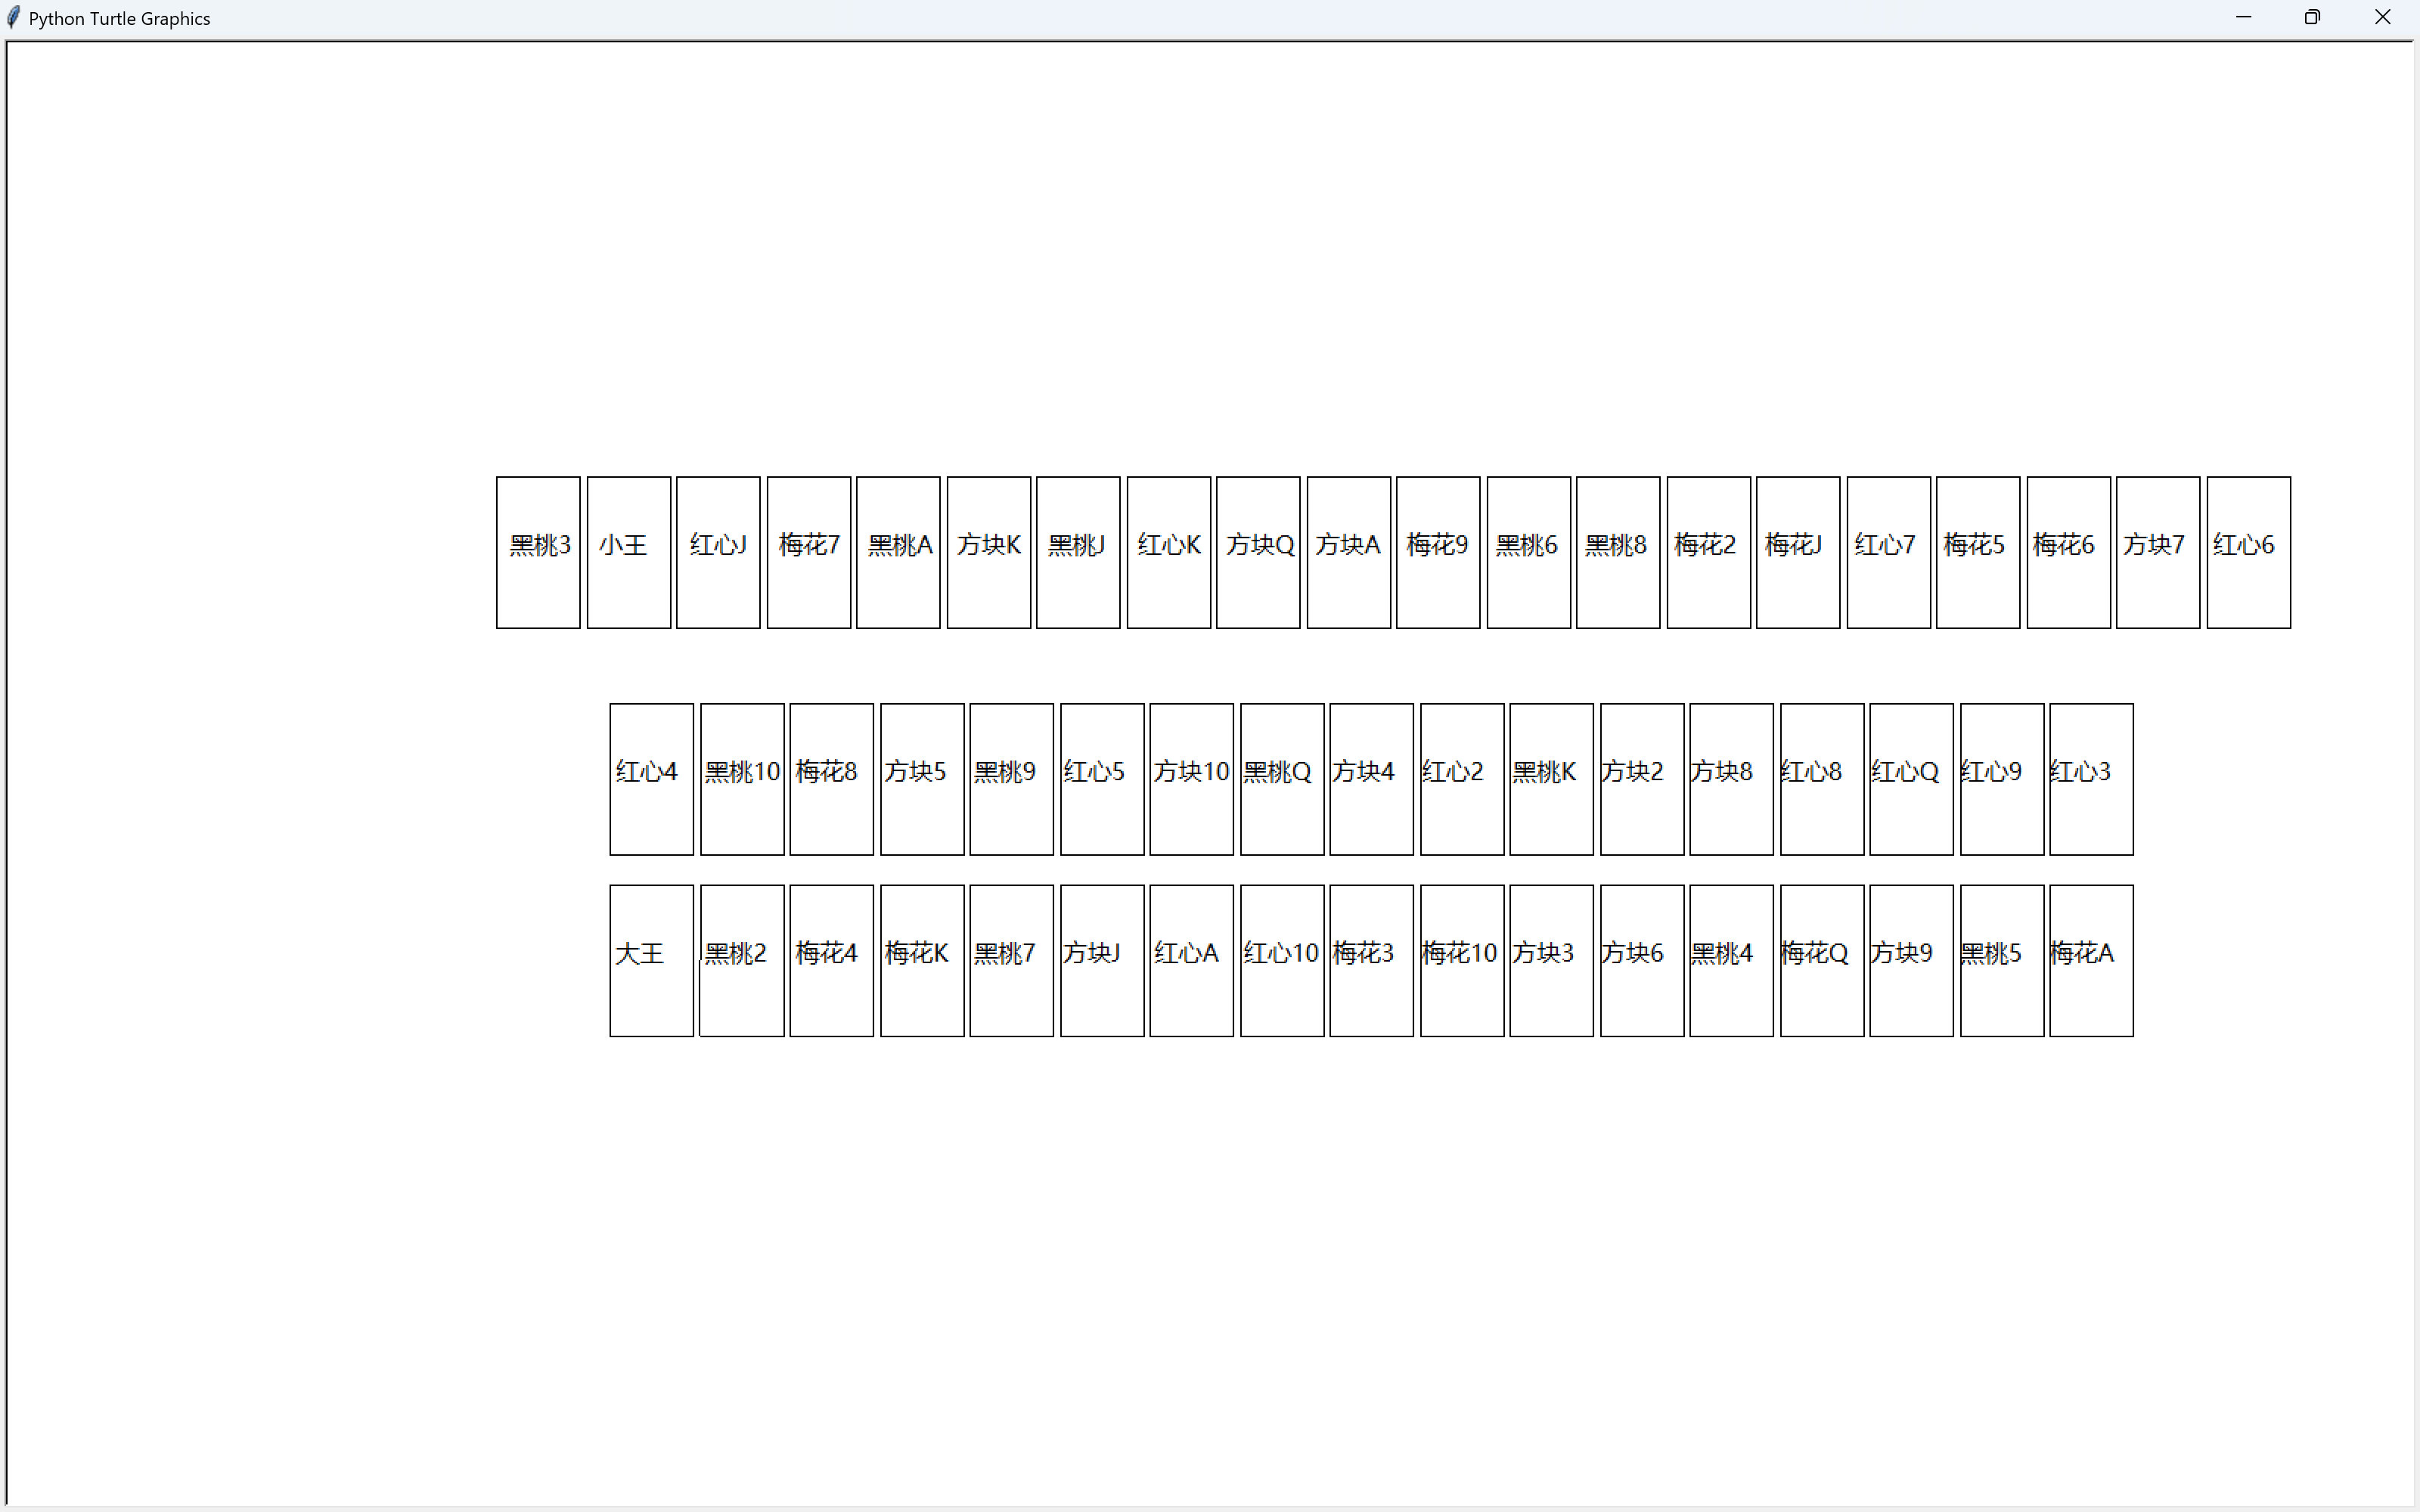 Python Turtle Graphics
黑桃3 小王 红心J 梅花7 黑桃A 方块K 黑桃J 红心K 方块Q 方块A 梅花9 黑桃6 黑桃8 梅花2 梅花J 红心7 梅花5 梅花6 方块7 红心6
红心4 黑桃10 梅花8 方块5 黑桃9 红心5 方块10 黑桃Q 方块4 红心2 黑桃K 方块2 方块8 红心8 红心Q 红心9 红心3
大王 黑桃2 梅花4 梅花K 黑桃7 方块J 红心A 红心10 梅花3 梅花10 方块3 方块6 黑桃4 梅花Q 方块9 黑桃5 梅花A